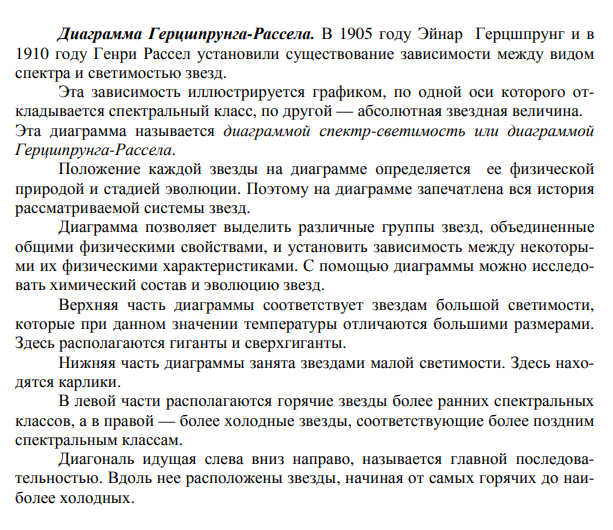 Диаграмма Герцшпрунга-Рассела. В 1905 году Эйнар Герцшпрунг и в
1910 году Генри Рассел установили существование зависимости между видом
спектра и светимостью звезд.
Эта зависимость иллюстрируется графиком, по одной оси которого от-
кладывается спектральный класс, по другой — абсолютная звездная величина.
Эта диаграмма называется диаграммой спектр-светимость или диаграммой
Герцшпрунга-Рассела.
Положение каждой звезды на диаграмме определяется ее физической
природой и стадией эволюции. Поэтому на диаграмме запечатлена вся история
рассматриваемой системы звезд.
Диаграмма позволяет выделить различные группы звезд, объединенные
общими физическими свойствами, и установить зависимость между некоторы-
ми их физическими характеристиками. С помощью диаграммы можно исследо-
вать химический состав и эволюцию звезд.
Верхняя часть диаграммы соответствует звездам большой светимости,
которые при данном значении температуры отличаются большими размерами.
Здесь располагаются гиганты и сверхгиганты.
Нижняя часть диаграммы занята звездами малой светимости. Здесь нахо-
дятся карлики.
В левой части располагаются горячие звезды более ранних спектральных
классов, а в правой — более холодные звезды, соответствующие более поздним
спектральным классам.
Диагональ идущая слева вниз направо, называется главной последова-
тельностью. Вдоль нее расположены звезды, начиная от самых горячих до наи-
более холодных.